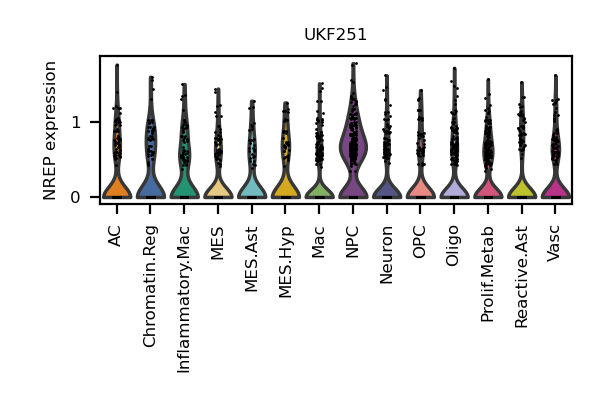 UKF251
NREP expression
1
0
AC
Chromatin.Reg
Inflammatory.Mac
MES
MES.Ast
MES.Hyp
Mac
NPC
Neuron
OPC
Oligo
Prolif.Metab
Reactive.Ast
Vasc